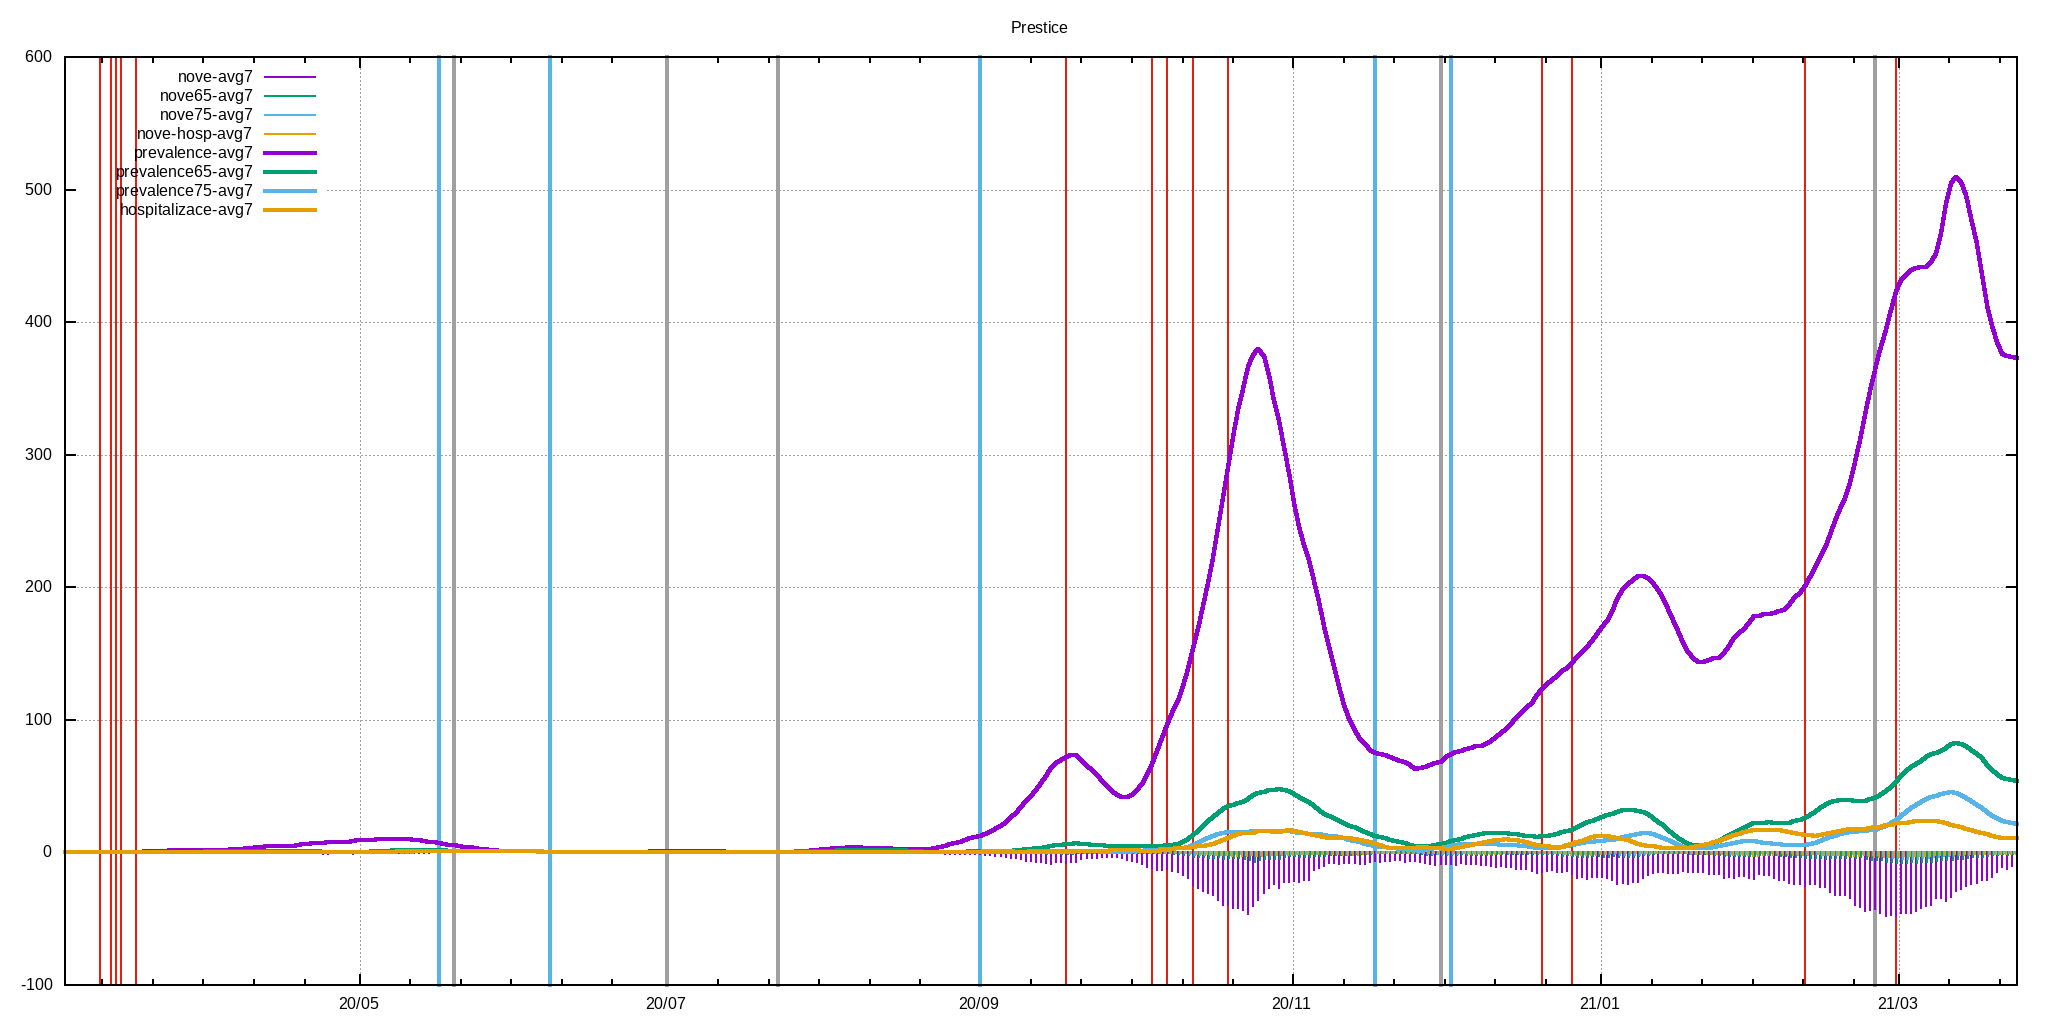 Prestice
600
500
400
300
200
100
0
-100
nove-avg7
nove65-avg7
nove75-avg7
nove-hosp-avg7
prevalence-avg7
prevalence65-avg7
prevalence75-avg7
hospitalizace-avg7
20/05 20/07 20/09 20/11 21/01 21/03